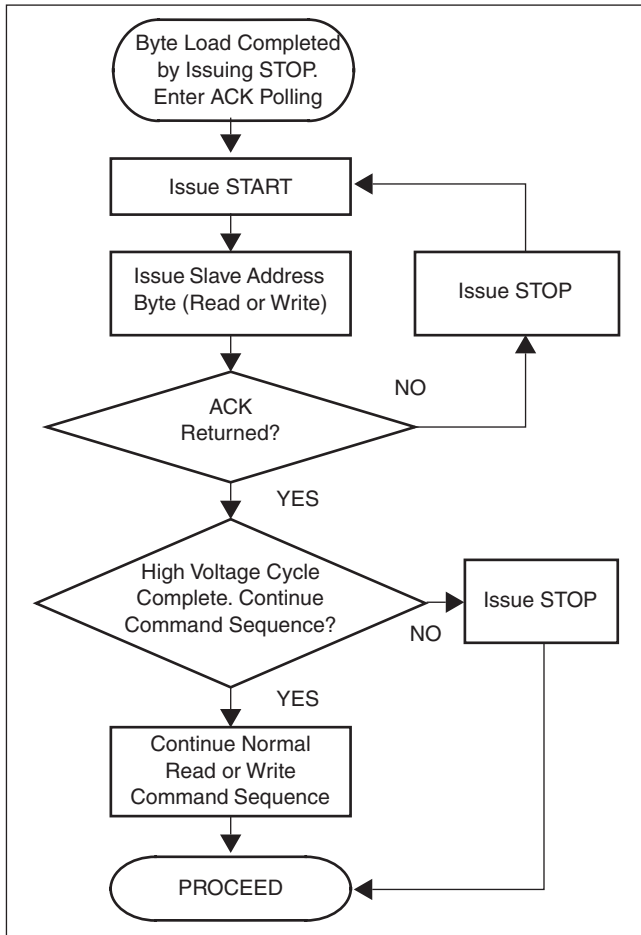 Byte Load Completed
by Issuing STOP.
Enter ACK Polling
Issue START
Issue Slave Address
Byte (Read or Write)
Issue STOP
ACK
Returned?
NO
YES
High Voltage Cycle
Complete. Continue
Command Sequence?
Issue STOP
NO
YES
Continue Normal
Read or Write
Command Sequence
PROCEED